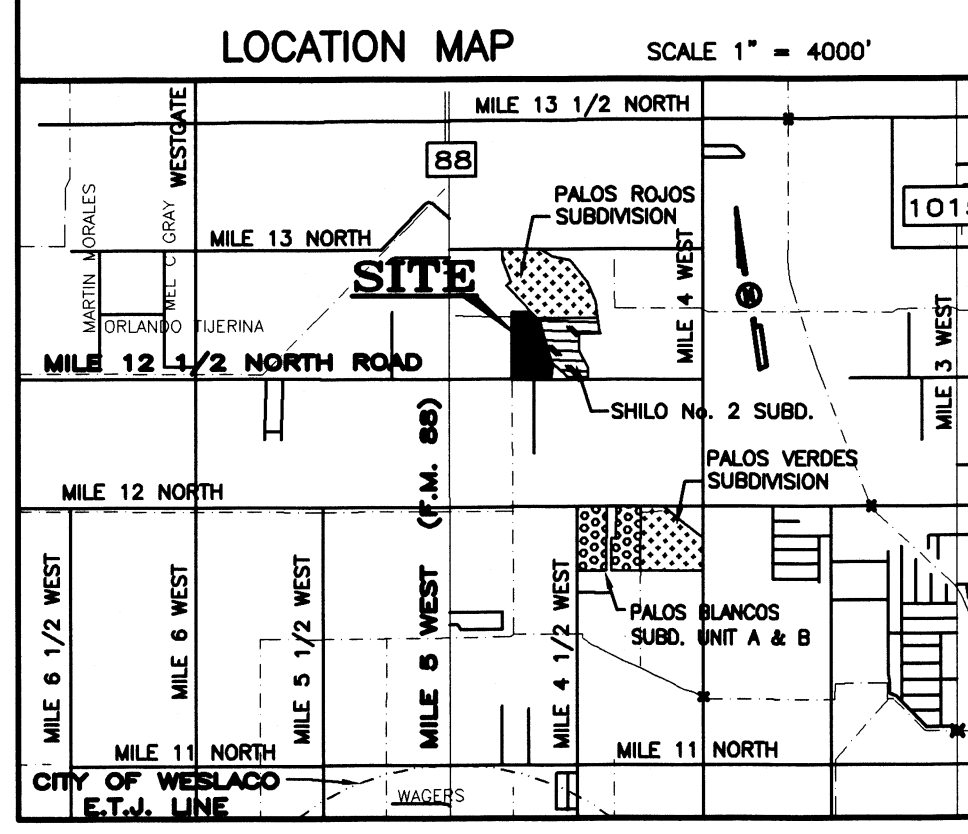 LOCATION MAP
SCALE 1" = 4000'
MILE 13 1/2 NORTH
WESTGATE
88
PALOS ROJOS
SUBDIVISION
MARTIN MORALES
MEL C GRAY
MILE 13 NORTH
SITE
MILE 4 WEST
N
ORLANDO TIJERINA
MILE 12 1/2 NORTH ROAD
MILE 3 WEST
SHILO No. 2 SUBD.
(F.M. 88)
PALOS VERDES
SUBDIVISION
MILE 12 NORTH
MILE 6 1/2 WEST
MILE 6 WEST
MILE 5 1/2 WEST
MILE 5 WEST
MILE 4 1/2 WEST
PALOS BLANCOS
SUBD. UNIT A & B
MILE 11 NORTH
MILE 11 NORTH
CITY OF WESLACO
E.T.J. LINE
WAGERS